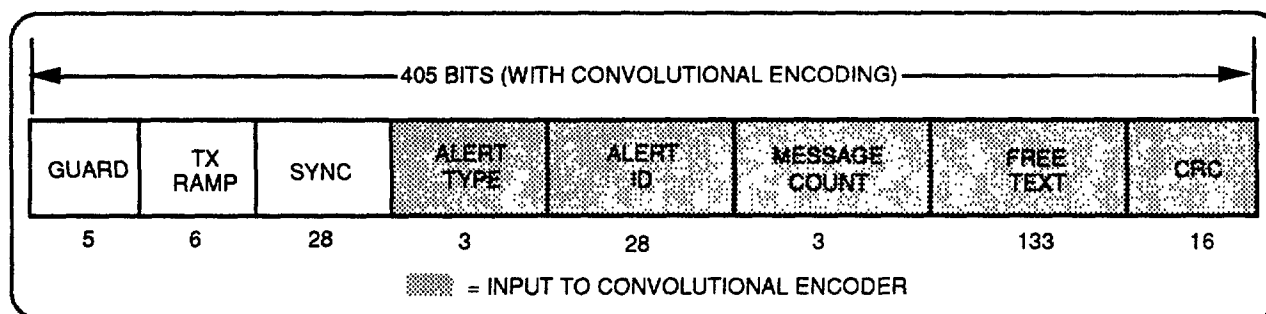 405 BITS (WITH CONVOLUTIONAL ENCODING)
GUARD
TX
RAMP
SYNC
ALERT
TYPE
ALERT
ID
MESSAGE
COUNT
FREE
TEXT
CRC
5 6 28 3 28 3 133 16
= INPUT TO CONVOLUTIONAL ENCODER